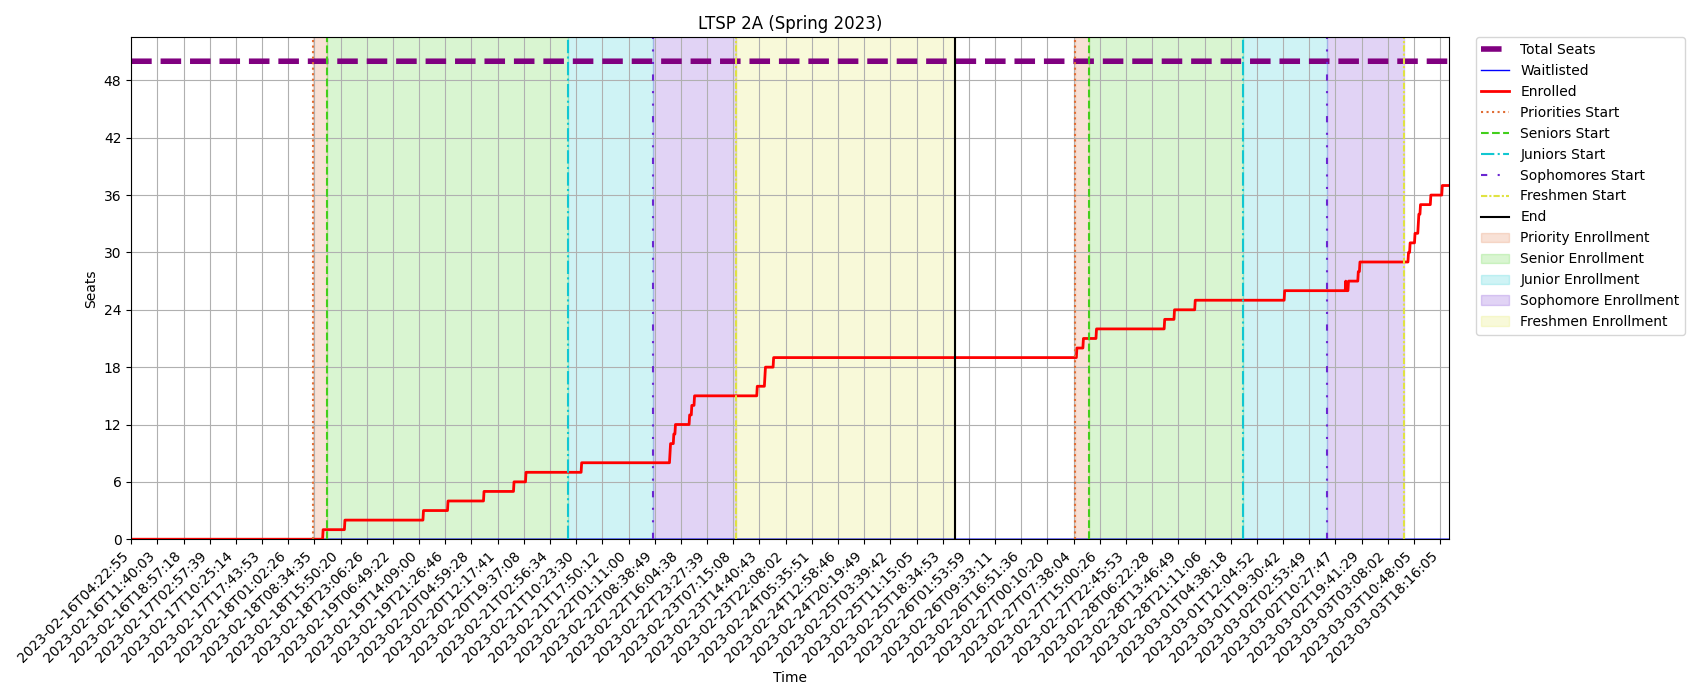 LTSP 2A (Spring 2023)
Total Seats
Waitlisted
Enrolled
Priorities Start
Seniors Start
Juniors Start
Sophomores Start
Freshmen Start
End
Priority Enrollment
Senior Enrollment
Junior Enrollment
Sophomore Enrollment
Freshmen Enrollment
Seats
48
42
36
30
24
18
12
6
0
2023-02-16T04:22:55
2023-02-16T11:40:03
2023-02-16T18:57:18
2023-02-17T02:57:39
2023-02-17T10:25:14
2023-02-17T17:43:53
2023-02-18T01:02:26
2023-02-18T08:34:35
2023-02-18T15:50:20
2023-02-18T23:06:26
2023-02-19T06:49:22
2023-02-19T14:09:00
2023-02-19T21:26:46
2023-02-20T04:59:28
2023-02-20T12:17:41
2023-02-20T19:37:08
2023-02-21T02:56:34
2023-02-21T10:23:30
2023-02-21T17:50:12
2023-02-22T01:11:00
2023-02-22T08:38:49
2023-02-22T16:04:38
2023-02-22T23:27:39
2023-02-23T07:15:08
2023-02-23T14:40:43
2023-02-23T22:08:02
2023-02-24T05:35:51
2023-02-24T12:58:46
2023-02-24T20:19:49
2023-02-25T03:39:42
2023-02-25T11:15:05
2023-02-25T18:34:53
2023-02-26T01:53:59
2023-02-26T09:33:11
2023-02-26T16:51:36
2023-02-27T00:10:20
2023-02-27T07:38:04
2023-02-27T15:00:26
2023-02-27T22:45:53
2023-02-28T06:22:28
2023-02-28T13:46:49
2023-02-28T21:11:06
2023-03-01T04:38:18
2023-03-01T12:04:52
2023-03-01T19:30:42
2023-03-02T02:53:49
2023-03-02T10:27:47
2023-03-02T19:41:29
2023-03-03T03:08:02
2023-03-03T10:48:05
2023-03-03T18:16:05
Time